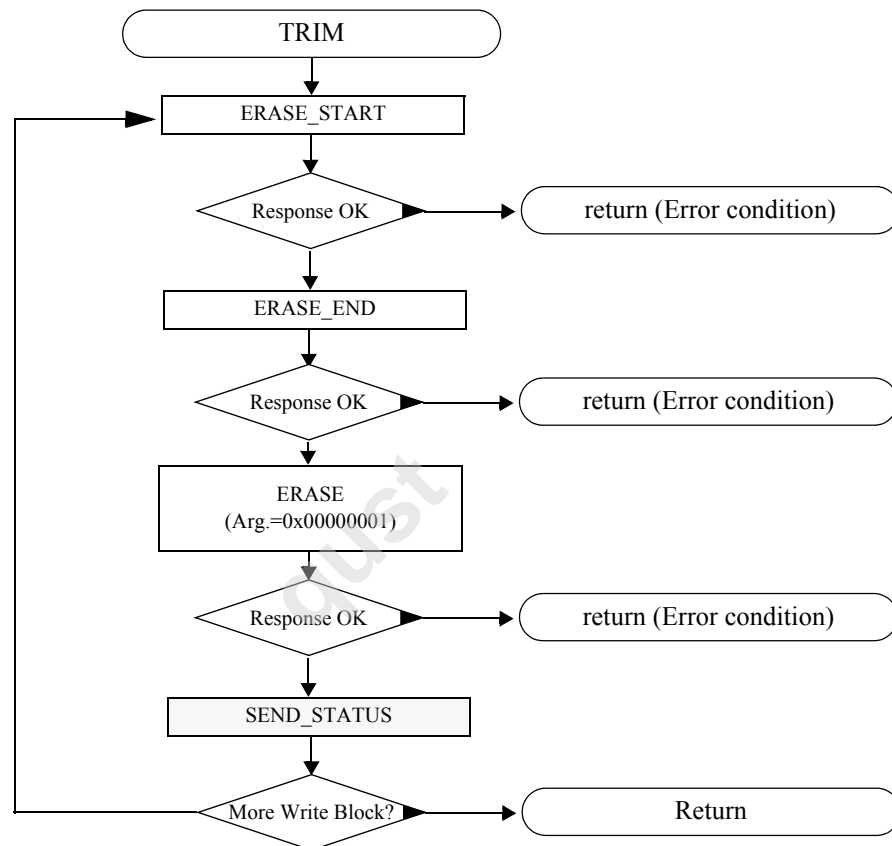 TRIM
ERASE_START
Response OK
return (Error condition)
ERASE_END
Response OK
return (Error condition)
ERASE
(Arg.=0x00000001)
Response OK
return (Error condition)
SEND_STATUS
More Write Block?
Return
qust